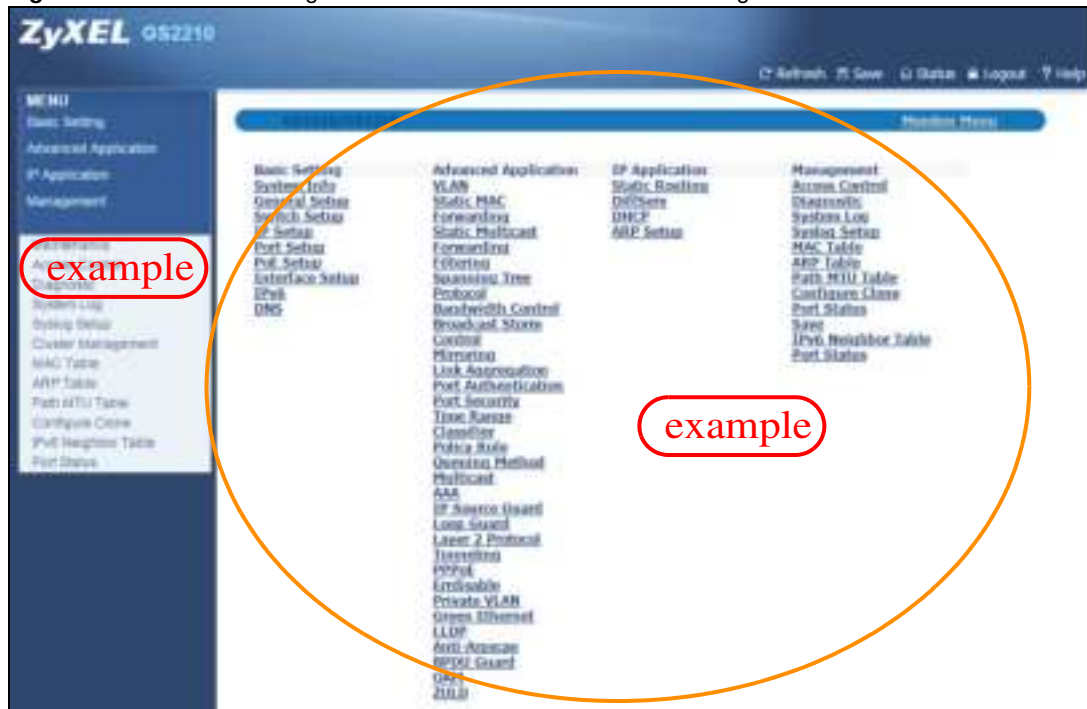 ZyXEL GS2210
Refresh Save Status Logout Help
MENU
Basic Setting
Advanced Application
IP Application
Management
Maintenance
example
Diagnostic
System Log
Syslog Setup
Cluster Management
MAC Table
ARP Table
Path MTU Table
Configure Clone
IPv6 Neighbor Table
Port Status
Basic Setting
System Info
General Setup
Switch Setup
IP Setup
Port Setup
PoE Setup
Interface Setup
IPv6
DNS
Advanced Application
VLAN
Static MAC
Forwarding
Static Multicast
Forwarding
Filtering
Spanning Tree
Protocol
Bandwidth Control
Broadcast Storm
Control
Mirroring
Link Aggregation
Port Authentication
Port Security
Time Range
Classifier
Policy Rule
Queuing Method
Multicast
AAA
IP Source Guard
Loop Guard
Layer 2 Protocol
Tunneling
PPPoE
Errdisable
Private VLAN
Green Ethernet
LLDP
Anti-Arpscan
BPDU Guard
OAM
ZULD
IP Application
Static Routing
DiffServ
DHCP
ARP Setup
Management
Access Control
Diagnostic
System Log
Syslog Setup
MAC Table
ARP Table
Path MTU Table
Configure Clone
Port Status
Save
IPv6 Neighbor Table
Port Status
example